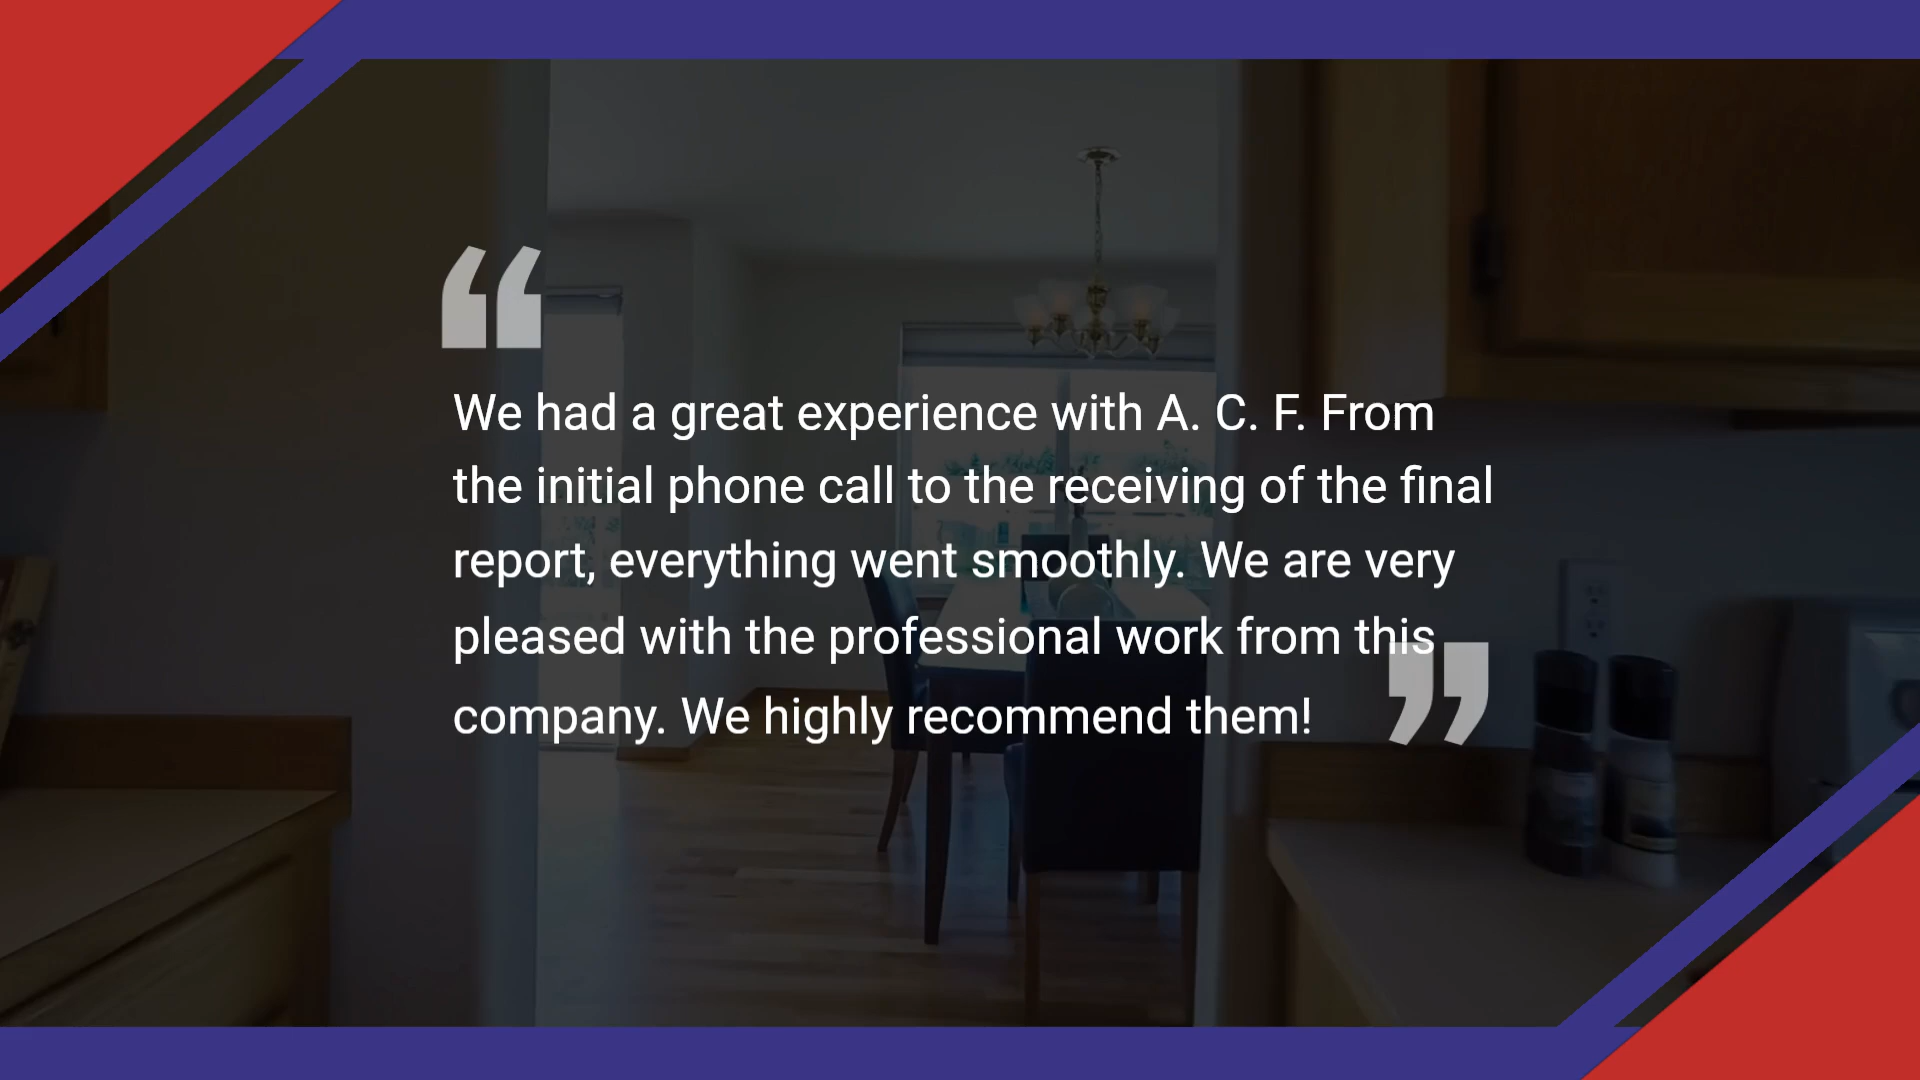 “
We had a great experience with A. C. F. From
the initial phone call to the receiving of the final
report, everything went smoothly. We are very
pleased with the professional work from this
company. We highly recommend them!
”